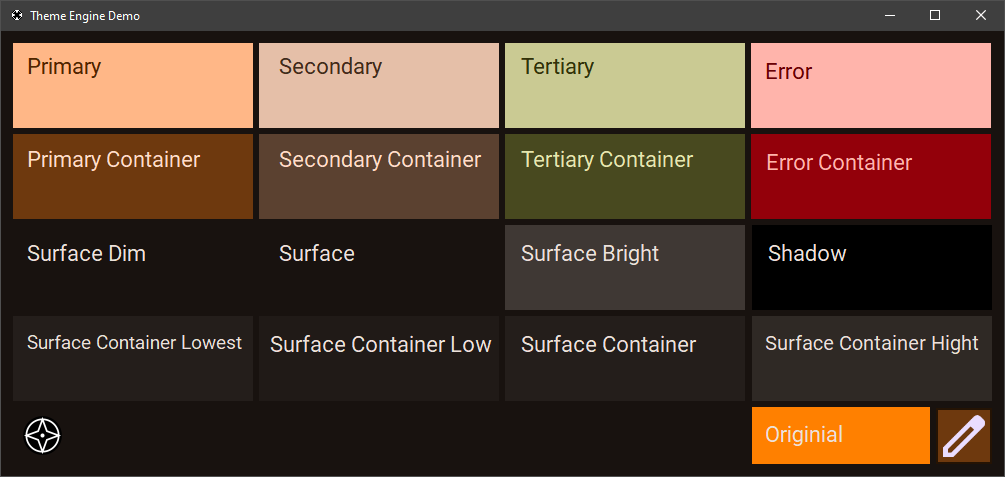 Theme Engine Demo
Primary
Secondary
Tertiary
Error
Primary Container
Secondary Container
Tertiary Container
Error Container
Surface Dim
Surface
Surface Bright
Shadow
Surface Container Lowest
Surface Container Low
Surface Container
Surface Container Hight
Originial